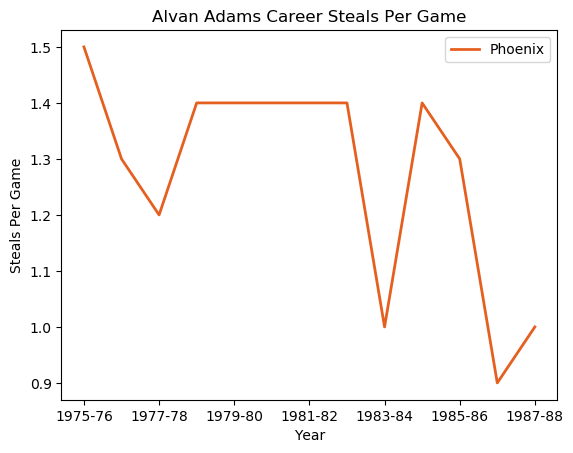 Alvan Adams Career Steals Per Game
Phoenix
Steals Per Game
1.5
1.4
1.3
1.2
1.1
1.0
0.9
1975-76 1977-78 1979-80 1981-82 1983-84 1985-86 1987-88
Year